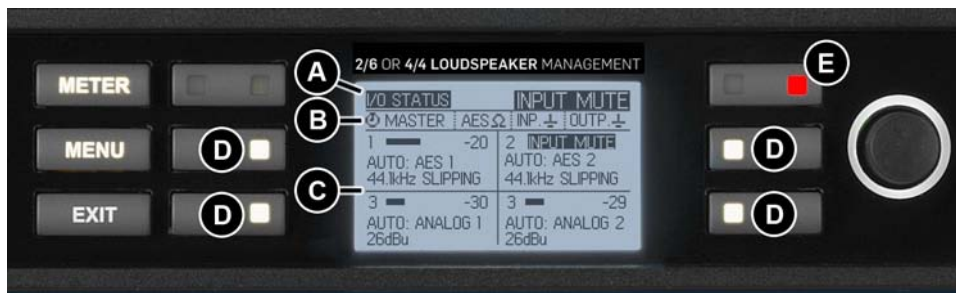 2/6 OR 4/4 LOUDSPEAKER MANAGEMENT
METER
MENU
EXIT
A
B
C
D
D
D
D
E
I/O STATUS INPUT MUTE
MASTER AES Ω INP. OUTP.
1 -20
AUTO: AES 1
44.1kHz SLIPPING
2 INPUT MUTE
AUTO: AES 2
44.1kHz SLIPPING
3 -30
AUTO: ANALOG 1
26dBu
3 -29
AUTO: ANALOG 2
26dBu